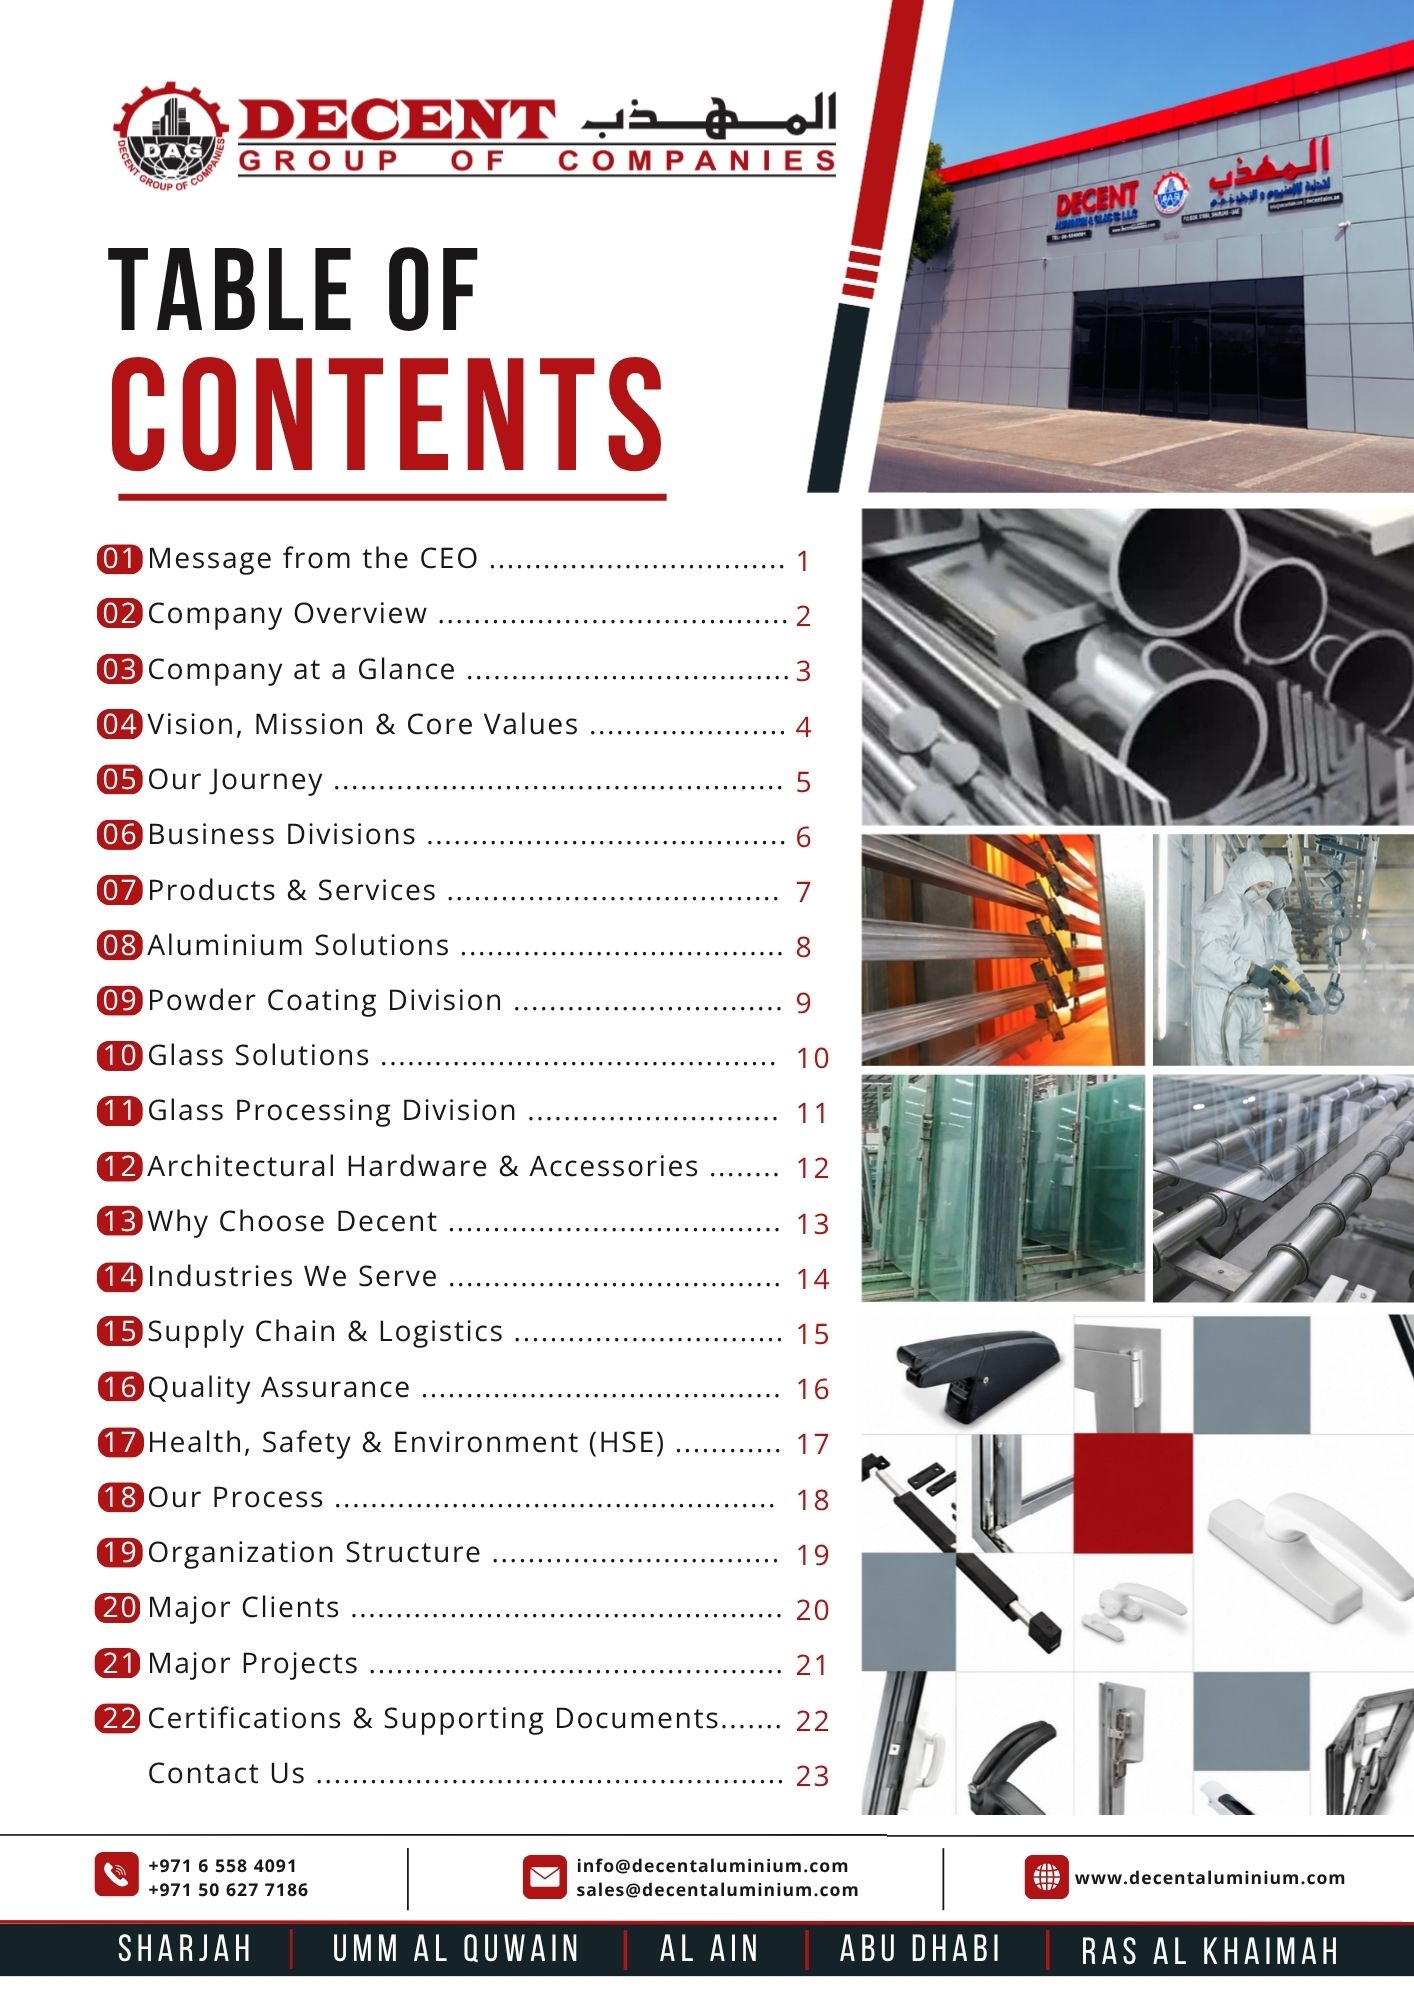 DECENT المهذب
GROUP OF COMPANIES
DAG
DECENT GROUP OF COMPANIES
DECENT المهذب
ALUMINIUM & GLASS LLC
TABLE OF
CONTENTS
01 Message from the CEO ................................. 1
02 Company Overview ....................................... 2
03 Company at a Glance .................................... 3
04 Vision, Mission & Core Values ...................... 4
05 Our Journey .................................................. 5
06 Business Divisions ........................................ 6
07 Products & Services ..................................... 7
08 Aluminium Solutions .................................... 8
09 Powder Coating Division .............................. 9
10 Glass Solutions ............................................ 10
11 Glass Processing Division ............................ 11
12 Architectural Hardware & Accessories ........ 12
13 Why Choose Decent ..................................... 13
14 Industries We Serve ..................................... 14
15 Supply Chain & Logistics .............................. 15
16 Quality Assurance ........................................ 16
17 Health, Safety & Environment (HSE) ............ 17
18 Our Process ................................................. 18
19 Organization Structure ................................ 19
20 Major Clients ................................................ 20
21 Major Projects .............................................. 21
22 Certifications & Supporting Documents....... 22
Contact Us .................................................... 23
+971 6 558 4091
+971 50 627 7186
info@decentaluminium.com
sales@decentaluminium.com
www.decentaluminium.com
SHARJAH | UMM AL QUWAIN | AL AIN | ABU DHABI | RAS AL KHAIMAH